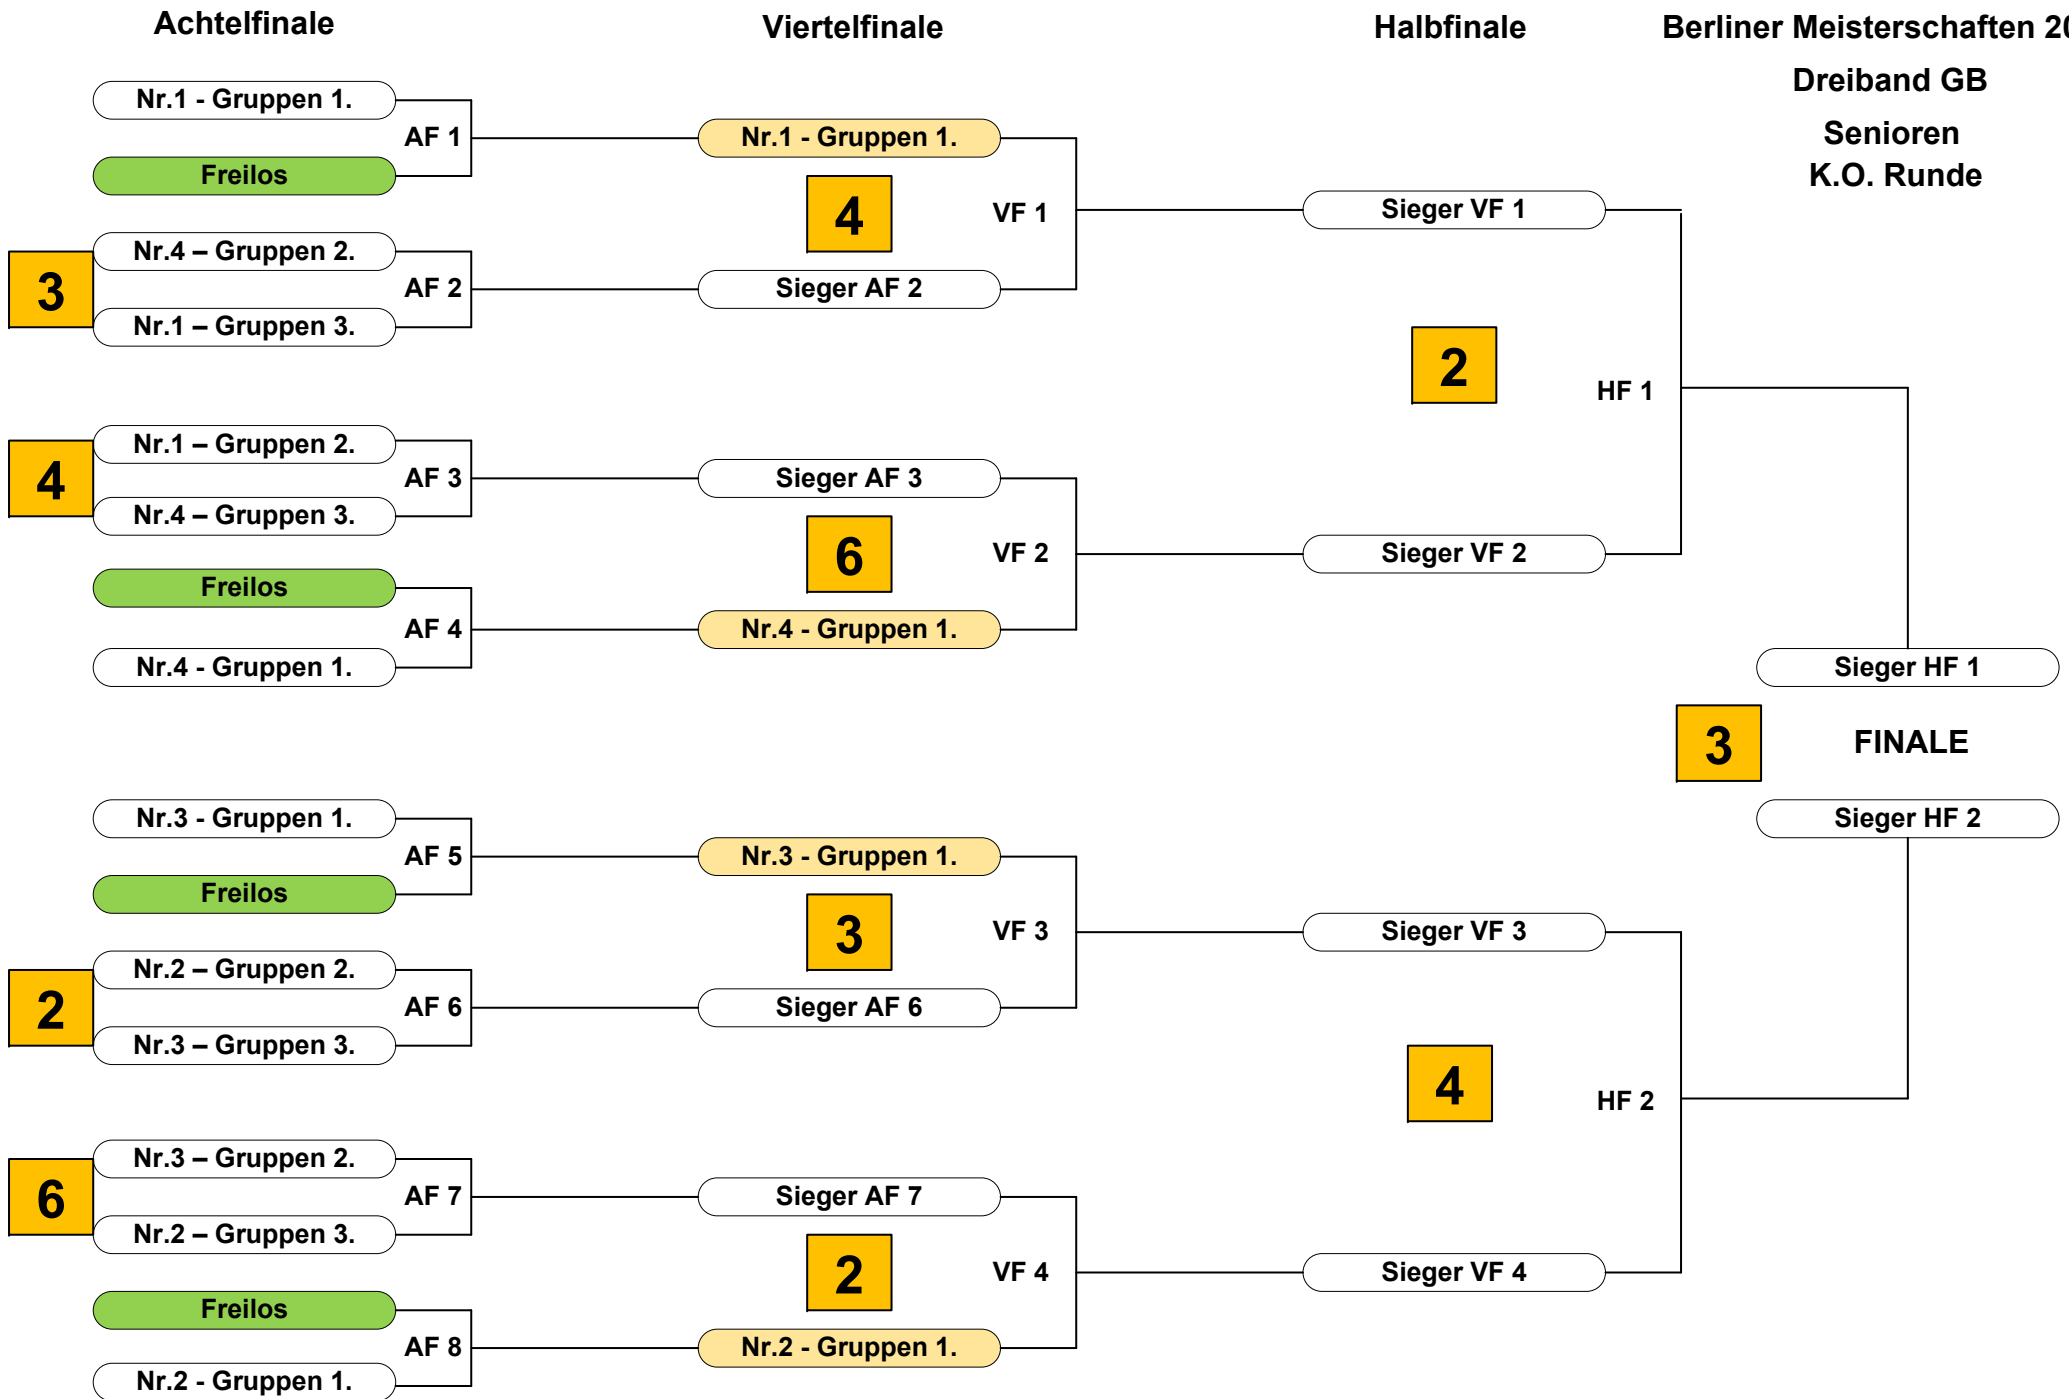 Achtelfinale
Viertelfinale
Halbfinale
Berliner Meisterschaften 20
Dreiband GB
Senioren
K.O. Runde
Nr.1 - Gruppen 1.
AF 1
Freilos
3
Nr.4 – Gruppen 2.
AF 2
Nr.1 – Gruppen 3.
4
Nr.1 – Gruppen 2.
AF 3
Nr.4 – Gruppen 3.
Freilos
AF 4
Nr.4 - Gruppen 1.
Nr.3 - Gruppen 1.
AF 5
Freilos
2
Nr.2 – Gruppen 2.
AF 6
Nr.3 – Gruppen 3.
6
Nr.3 – Gruppen 2.
AF 7
Nr.2 – Gruppen 3.
Freilos
AF 8
Nr.2 - Gruppen 1.
Nr.1 - Gruppen 1.
4
VF 1
Sieger AF 2
Sieger AF 3
6
VF 2
Nr.4 - Gruppen 1.
Nr.3 - Gruppen 1.
3
VF 3
Sieger AF 6
Sieger AF 7
2
VF 4
Nr.2 - Gruppen 1.
Sieger VF 1
2
HF 1
Sieger VF 2
Sieger VF 3
4
HF 2
Sieger VF 4
Sieger HF 1
3
FINALE
Sieger HF 2